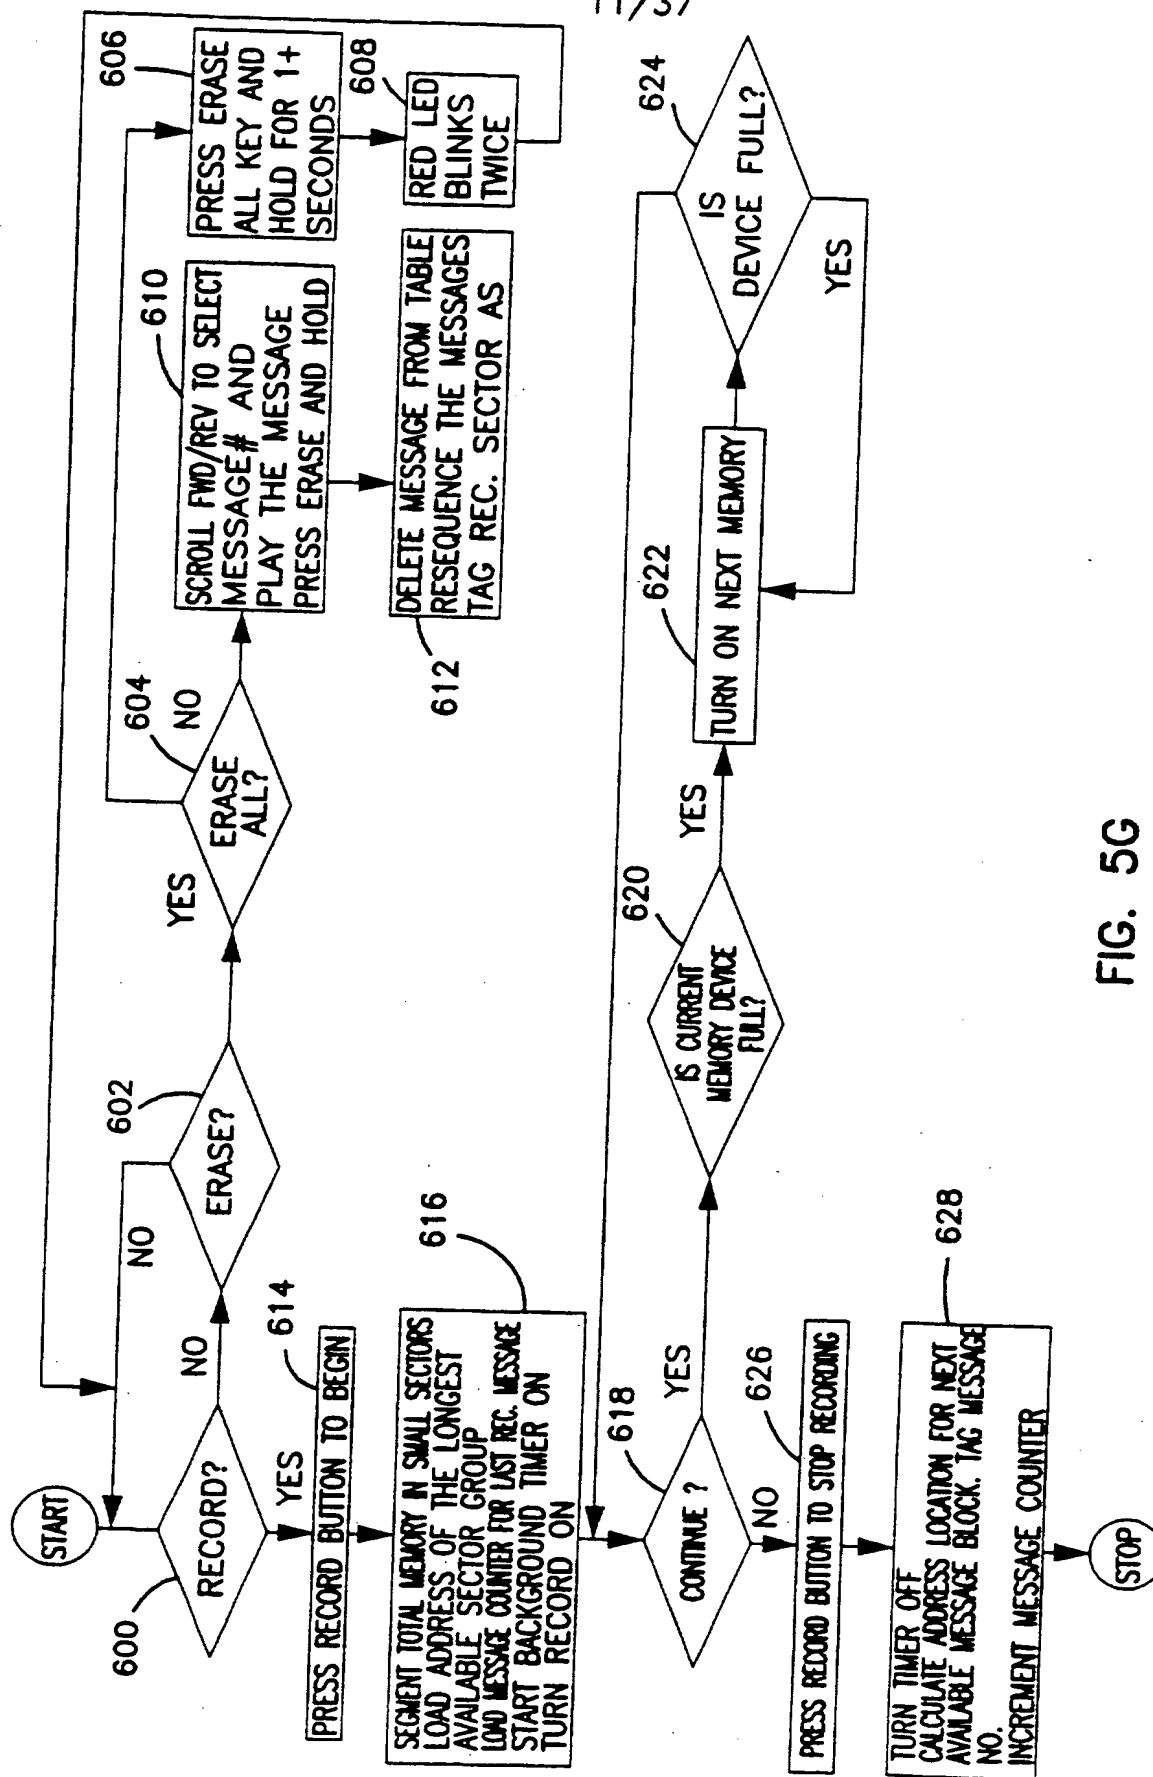 11/37
START
600
RECORD?
NO
YES
602
ERASE?
NO
YES
604
ERASE
ALL?
NO
606
PRESS ERASE
ALL KEY AND
HOLD FOR 1+
SECONDS
608
RED LED
BLINKS
TWICE
610
SCROLL FWD/REV TO SELECT
MESSAGE# AND
PLAY THE MESSAGE
PRESS ERASE AND HOLD
612
DELETE MESSAGE FROM TABLE
RESEQUENCE THE MESSAGES
TAG REC. SECTOR AS
614
PRESS RECORD BUTTON TO BEGIN
616
SEGMENT TOTAL MEMORY IN SMALL SECTORS
LOAD ADDRESS OF THE LONGEST
AVAILABLE SECTOR GROUP
LOAD MESSAGE COUNTER FOR LAST REC. MESSAGE
START BACKGROUND TIMER ON
TURN RECORD ON
618
CONTINUE ?
YES
NO
620
IS CURRENT
MEMORY DEVICE
FULL?
YES
622
TURN ON NEXT MEMORY
624
IS
DEVICE FULL?
YES
626
PRESS RECORD BUTTON TO STOP RECORDING
628
TURN TIMER OFF
CALCULATE ADDRESS LOCATION FOR NEXT
AVAILABLE MESSAGE BLOCK. TAG MESSAGE
NO.
INCREMENT MESSAGE COUNTER
STOP
FIG. 5G